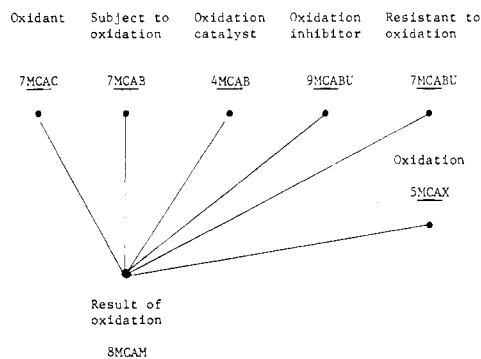 Oxidant
Subject to
oxidation
Oxidation
catalyst
Oxidation
inhibitor
Resistant to
oxidation
7MCAC
7MCAB
4MCAB
9MCABU
7MCABU
Oxidation
5MCAX
Result of
oxidation
8MCAM